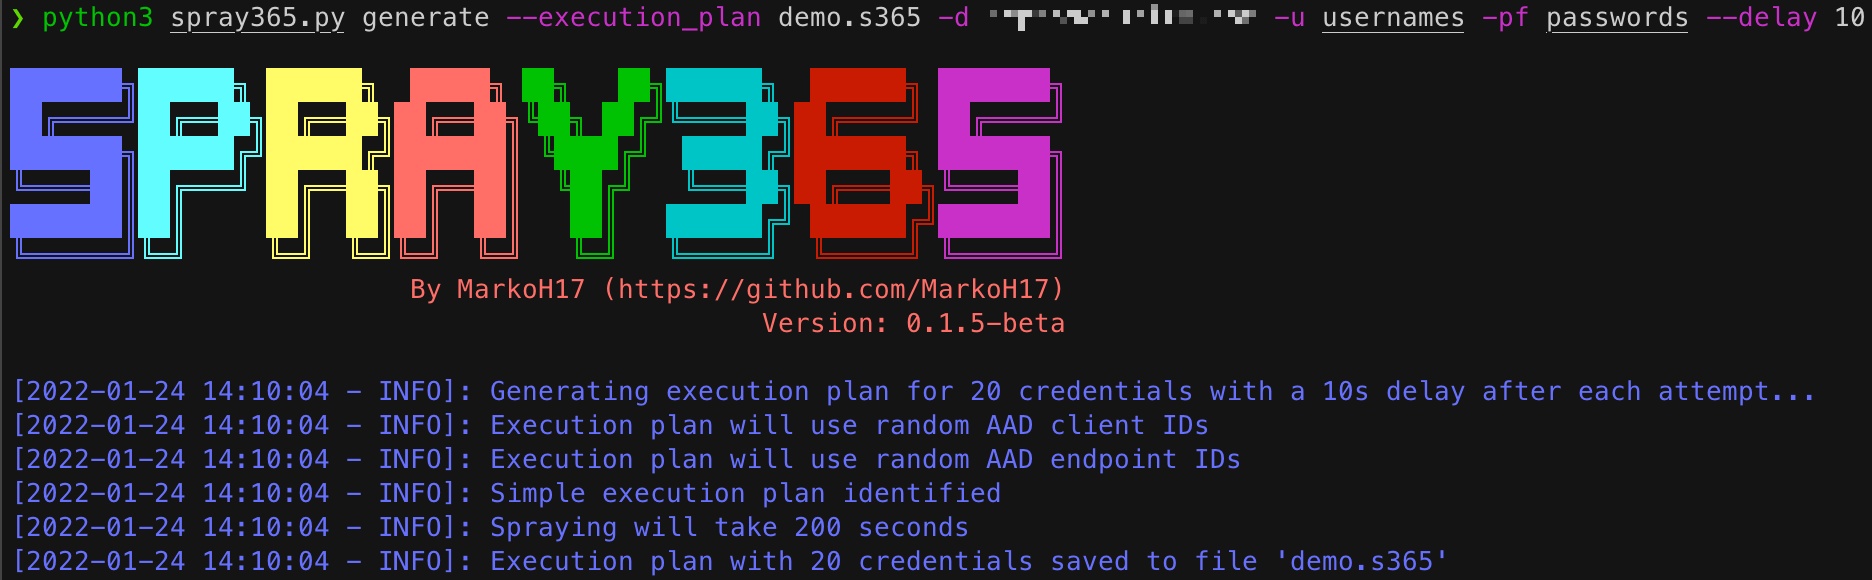 ❯ python3 spray365.py generate --execution_plan demo.s365 -d -u usernames -pf passwords --delay 10
SPRAY365
By MarkoH17 (https://github.com/MarkoH17)
Version: 0.1.5-beta
[2022-01-24 14:10:04 - INFO]: Generating execution plan for 20 credentials with a 10s delay after each attempt...
[2022-01-24 14:10:04 - INFO]: Execution plan will use random AAD client IDs
[2022-01-24 14:10:04 - INFO]: Execution plan will use random AAD endpoint IDs
[2022-01-24 14:10:04 - INFO]: Simple execution plan identified
[2022-01-24 14:10:04 - INFO]: Spraying will take 200 seconds
[2022-01-24 14:10:04 - INFO]: Execution plan with 20 credentials saved to file 'demo.s365'